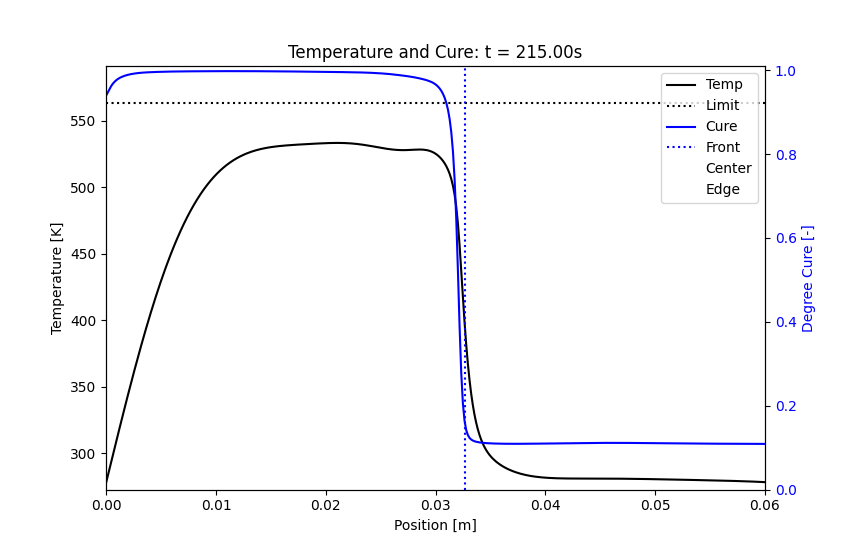 Temperature and Cure: t = 215.00s
Temperature [K]
550
500
450
400
350
300
Temp
Limit
Cure
Front
Center
Edge
1.0
0.8
0.6
0.4
0.2
0.0
Degree Cure [-]
0.00 0.01 0.02 0.03 0.04 0.05 0.06
Position [m]